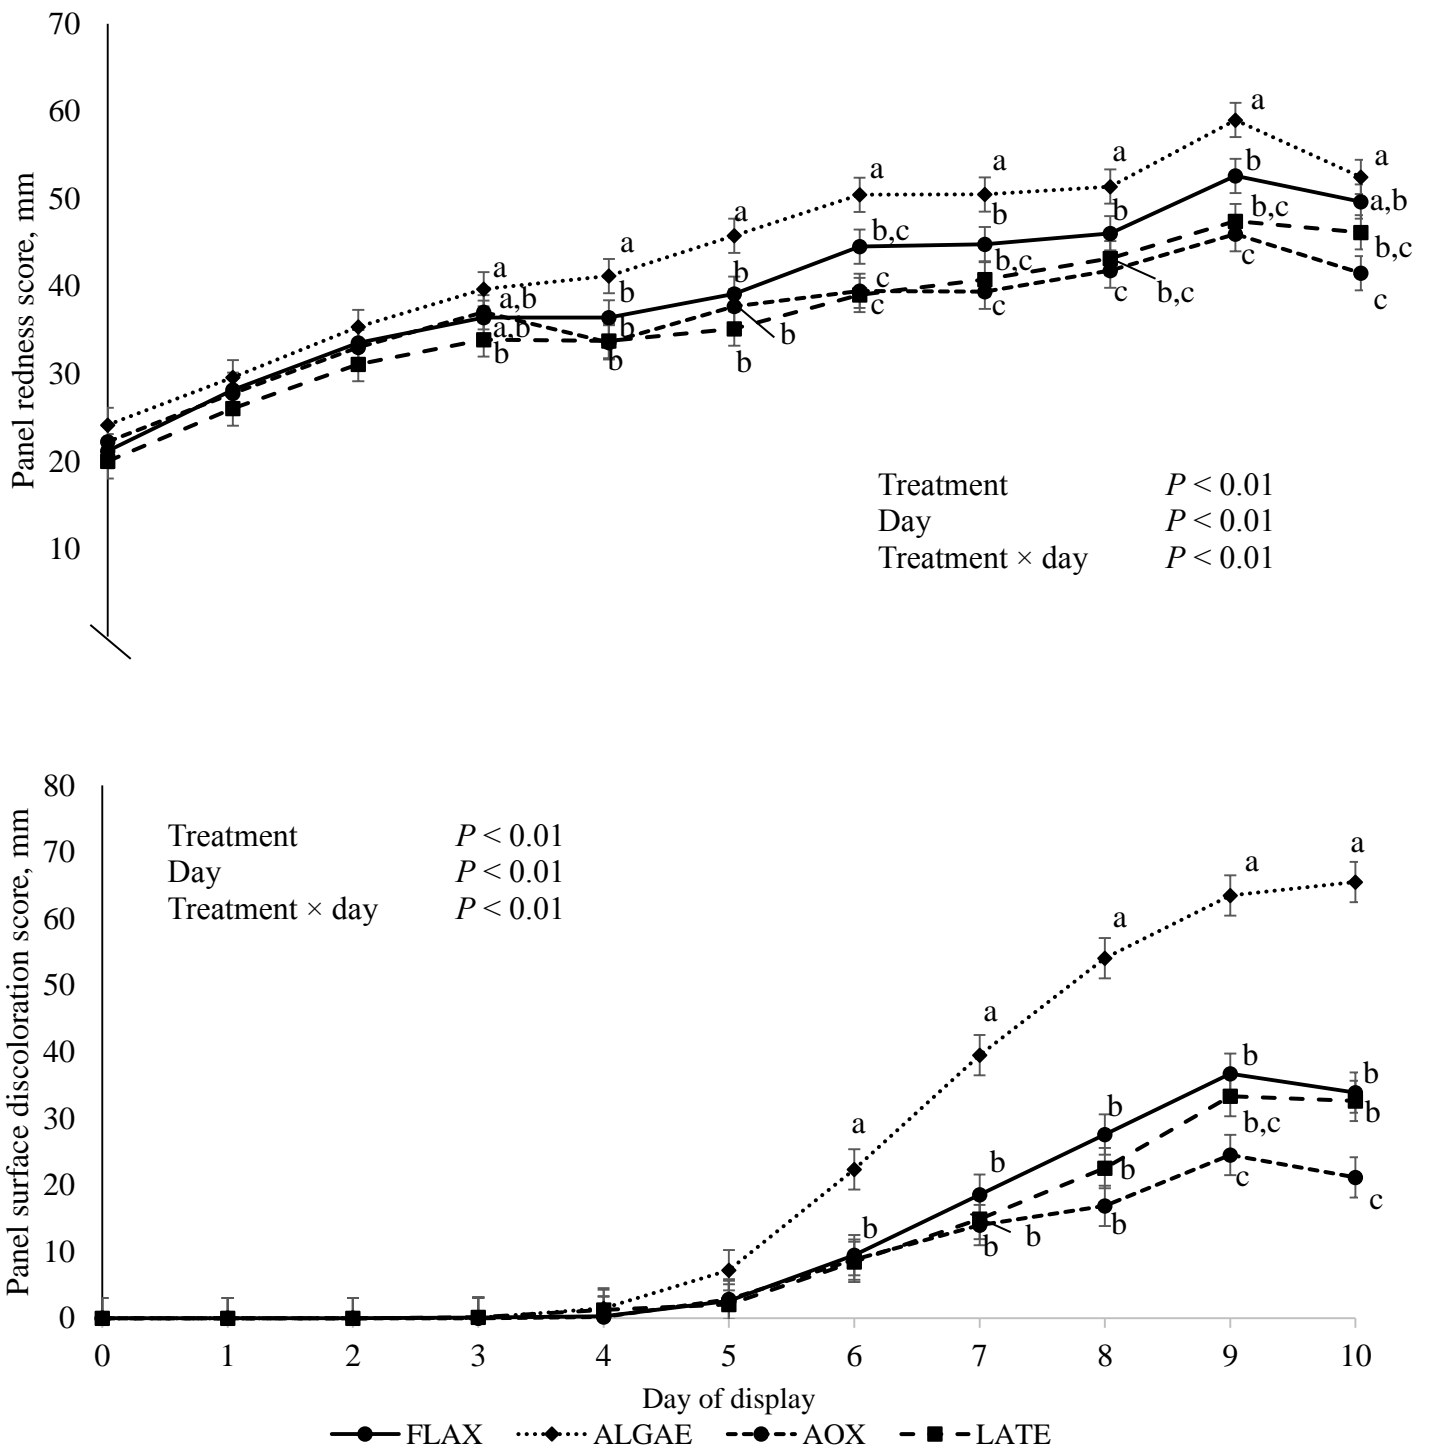 70
60
50
40
30
20
10
Panel redness score, mm
a
a,b
a,b
b
a
b
b
b
a
b
b
b
a
b,c
c
c
a
b
b,c
c
a
b
b,c
c
a
b
b,c
c
a
a,b
b,c
c
Treatment P < 0.01
Day P < 0.01
Treatment × day P < 0.01
80
70
60
50
40
30
20
10
0
Panel surface discoloration score, mm
Treatment P < 0.01
Day P < 0.01
Treatment × day P < 0.01
a
b
a
b
b
b
a
b
b
b
a
b
b,c
c
a
b
b
c
0 1 2 3 4 5 6 7 8 9 10
Day of display
FLAX ALGAE AOX LATE